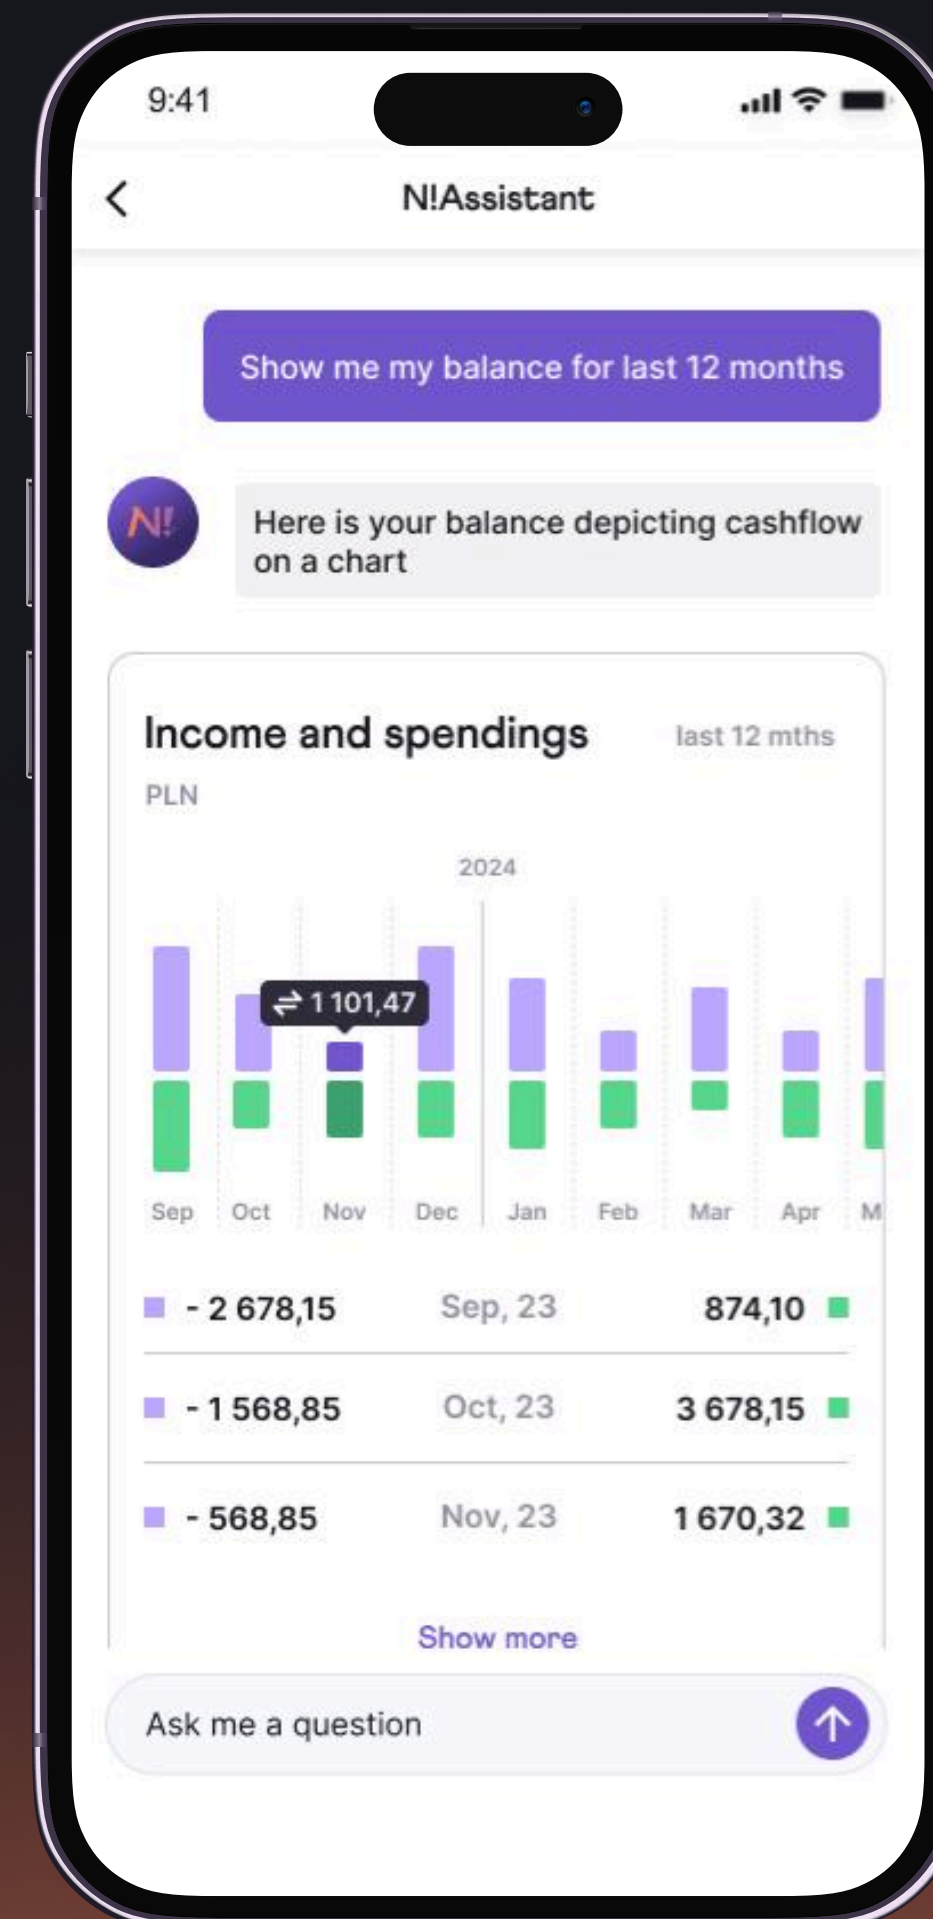 9:41
N!Assistant
Show me my balance for last 12 months
N!
Here is your balance depicting cashflow
on a chart
Income and spendings
last 12 mths
PLN
2024
1 101,47
Sep Oct Nov Dec Jan Feb Mar Apr M
- 2 678,15 Sep, 23 874,10
- 1 568,85 Oct, 23 3 678,15
- 568,85 Nov, 23 1 670,32
Show more
Ask me a question